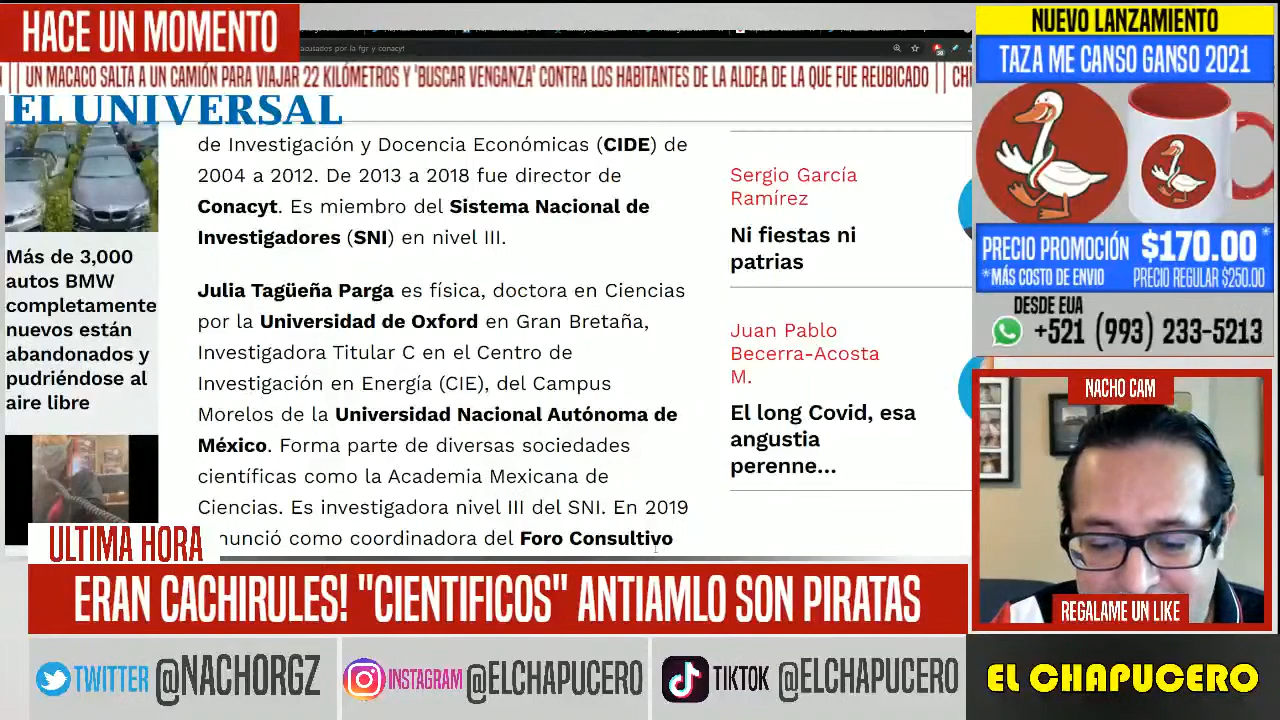 HACE UN MOMENTO
UN MACACO SALTA A UN CAMIÓN PARA VIAJAR 22 KILÓMETROS Y 'BUSCAR VENGANZA' CONTRA LOS HABITANTES DE LA ALDEA DE LA QUE FUE REUBICADO ||
EL UNIVERSAL
Más de 3,000
autos BMW
completamente
nuevos están
abandonados y
pudriéndose al
aire libre
de Investigación y Docencia Económicas (CIDE) de
2004 a 2012. De 2013 a 2018 fue director de
Conacyt. Es miembro del Sistema Nacional de
Investigadores (SNI) en nivel III.
Julia Tagüeña Parga es física, doctora en Ciencias
por la Universidad de Oxford en Gran Bretaña,
Investigadora Titular C en el Centro de
Investigación en Energía (CIE), del Campus
Morelos de la Universidad Nacional Autónoma de
México. Forma parte de diversas sociedades
científicas como la Academia Mexicana de
Ciencias. Es investigadora nivel III del SNI. En 2019
nunció como coordinadora del Foro Consultivo
Sergio García
Ramírez
Ni fiestas ni
patrias
Juan Pablo
Becerra-Acosta
M.
El long Covid, esa
angustia
perenne...
NUEVO LANZAMIENTO
TAZA ME CANSO GANSO 2021
PRECIO PROMOCIÓN $170.00*
*MÁS COSTO DE ENVIO PRECIO REGULAR $250.00
DESDE EUA
+521 (993) 233-5213
NACHO CAM
REGALAME UN LIKE
ULTIMA HORA
ERAN CACHIRULES! "CIENTIFICOS" ANTIAMLO SON PIRATAS
TWITTER @NACHORGZ
INSTAGRAM @ELCHAPUCERO
TIKTOK @ELCHAPUCERO
EL CHAPUCERO